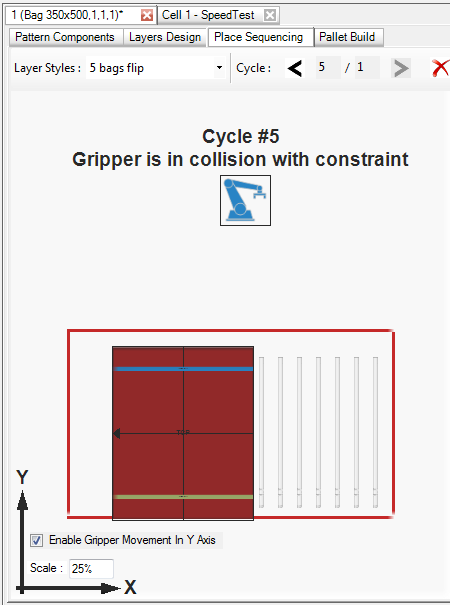 1 (Bag 350x500,1,1,1)* Cell 1 - SpeedTest
Pattern Components Layers Design Place Sequencing Pallet Build
Layer Styles : 5 bags flip Cycle : 5 / 1
Cycle #5
Gripper is in collision with constraint
TOP
Y
Enable Gripper Movement In Y Axis
Scale : 25%
X